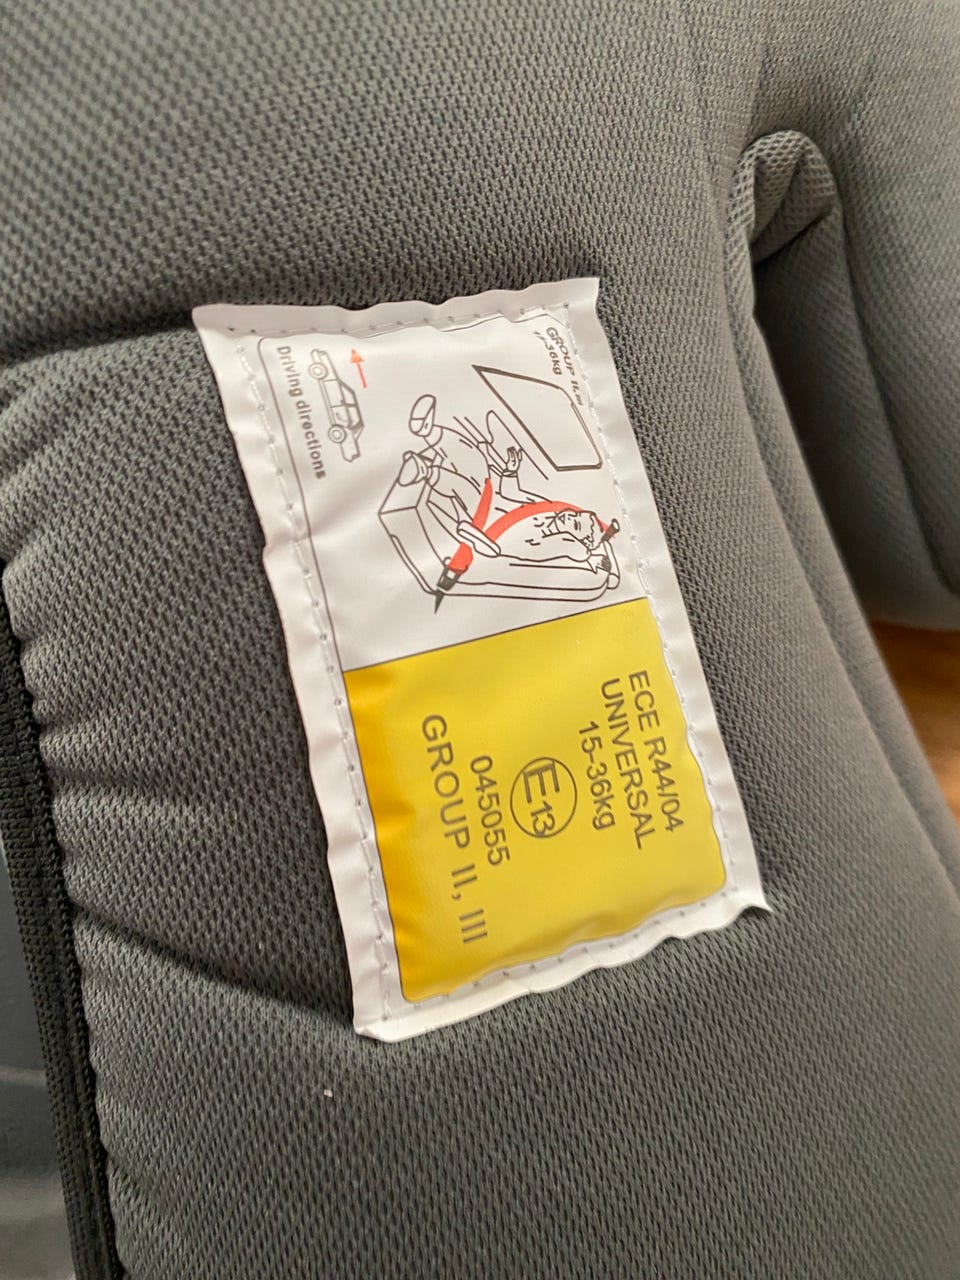 GROUP II,III
15-36kg
Driving directions
ECE R44/04
UNIVERSAL
15-36kg
E13
045055
GROUP II, III